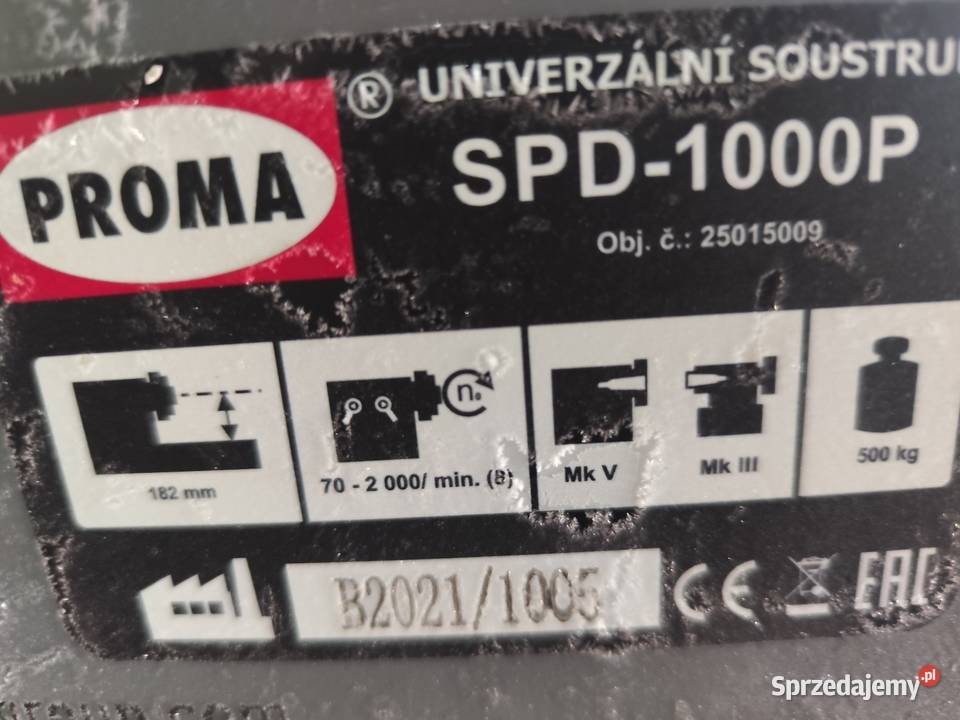 PROMA
® UNIVERZÁLNÍ SOUSTRU
SPD-1000P
Obj. č.: 25015009
n.
182 mm
70 - 2 000/ min. (8)
Mk V
Mk III
500 kg
B2021/1005
CE
EAC
Sprzedajemy.pl